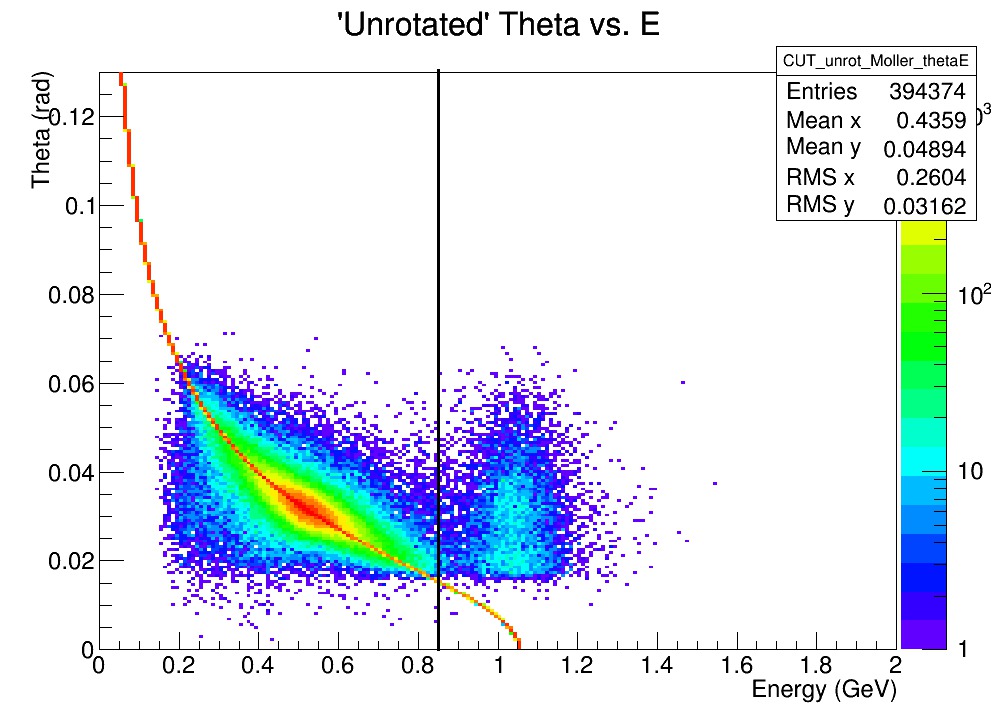 'Unrotated' Theta vs. E
CUT_unrot_Moller_thetaE
Entries 394374
Mean x 0.4359
Mean y 0.04894
RMS x 0.2604
RMS y 0.03162
Theta (rad)
0.12
0.1
0.08
0.06
0.04
0.02
0
0 0.2 0.4 0.6 0.8 1 1.2 1.4 1.6 1.8 2
Energy (GeV)
10²
10
1